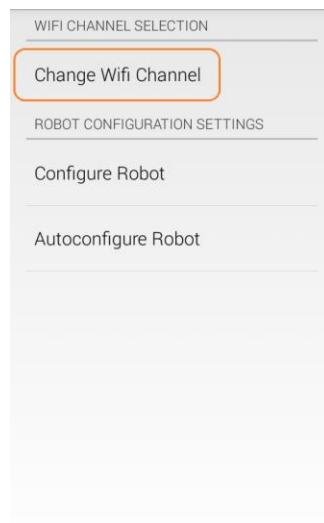 WIFI CHANNEL SELECTION
Change Wifi Channel
ROBOT CONFIGURATION SETTINGS
Configure Robot
Autoconfigure Robot